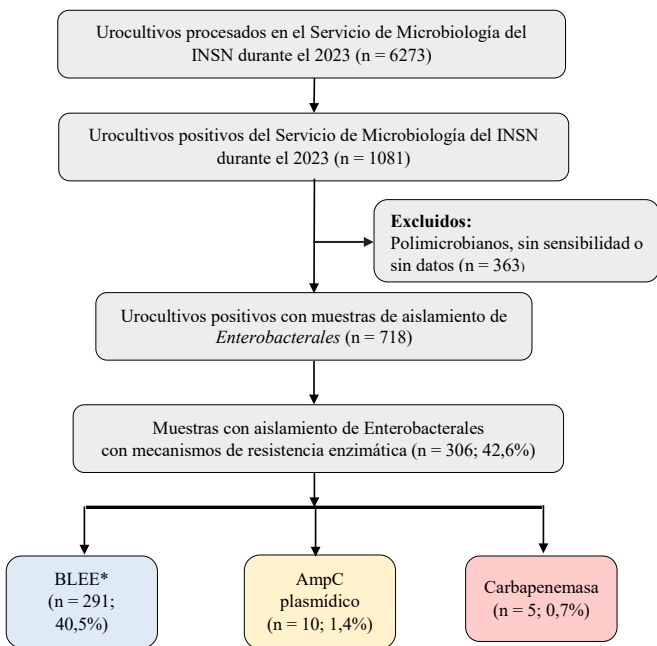 Urocultivos procesados en el Servicio de Microbiología del
INSN durante el 2023 (n = 6273)
Urocultivos positivos del Servicio de Microbiología del INSN
durante el 2023 (n = 1081)
Excluidos:
Polimicrobianos, sin sensibilidad o
sin datos (n = 363)
Urocultivos positivos con muestras de aislamiento de
Enterobacterales (n = 718)
Muestras con aislamiento de Enterobacterales
con mecanismos de resistencia enzimática (n = 306; 42,6%)
BLEE*
(n = 291;
40,5%)
AmpC
plasmídico
(n = 10; 1,4%)
Carbapenemasa
(n = 5; 0,7%)